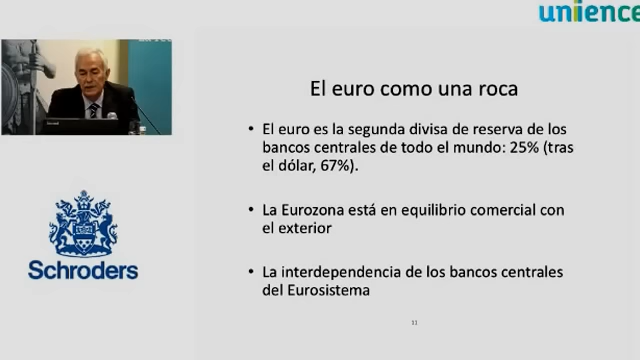 unience
El euro como una roca
• El euro es la segunda divisa de reserva de los
bancos centrales de todo el mundo: 25% (tras
el dólar, 67%).
• La Eurozona está en equilibrio comercial con
el exterior
• La interdependencia de los bancos centrales
del Eurosistema
Schroders
11